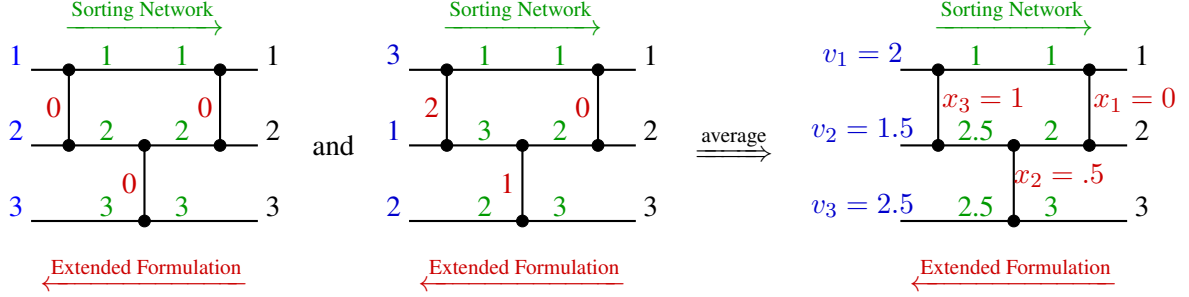 Sorting Network Sorting Network Sorting Network
1 1 1 1 3 1 1 1 v₁ = 2 1 1 1
0 0 2 0 x₃ = 1 x₁ = 0
2 2 2 2 and 1 3 2 2 average v₂ = 1.5 2.5 2 2
0 1 x₂ = .5
3 3 3 3 2 2 3 3 v₃ = 2.5 2.5 3 3
Extended Formulation Extended Formulation Extended Formulation